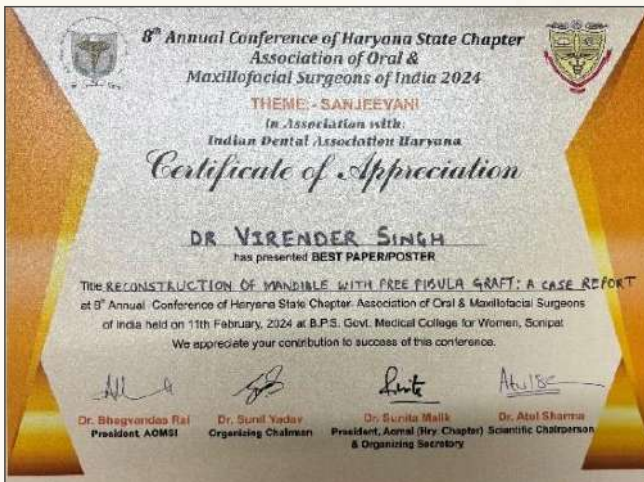 8th Annual Conference of Haryana State Chapter
Association of Oral &
Maxillofacial Surgeons of India 2024
THEME:- SANJEEVANI
in Association with:
Indian Dental Association Haryana
Certificate of Appreciation
DR VIRENDER SINGH
has presented BEST PAPER/POSTER
Title RECONSTRUCTION OF MANDIBLE WITH FREE FIBULA GRAFT: A CASE REPORT
at 8th Annual Conference of Haryana State Chapter Association of Oral & Maxillofacial Surgeons
of India held on 11th February, 2024 at B.P.S. Govt. Medical College for Women, Sonipat
We appreciate your contribution to success of this conference.
Dr. Bhagvandas Rai Dr. Sunil Yadav Dr. Sunita Malik Dr. Atul Sharma
President, AOMSI Organizing Chairman President, Aomsi (Hry. Chapter) Scientific Chairperson
& Organizing Secretary